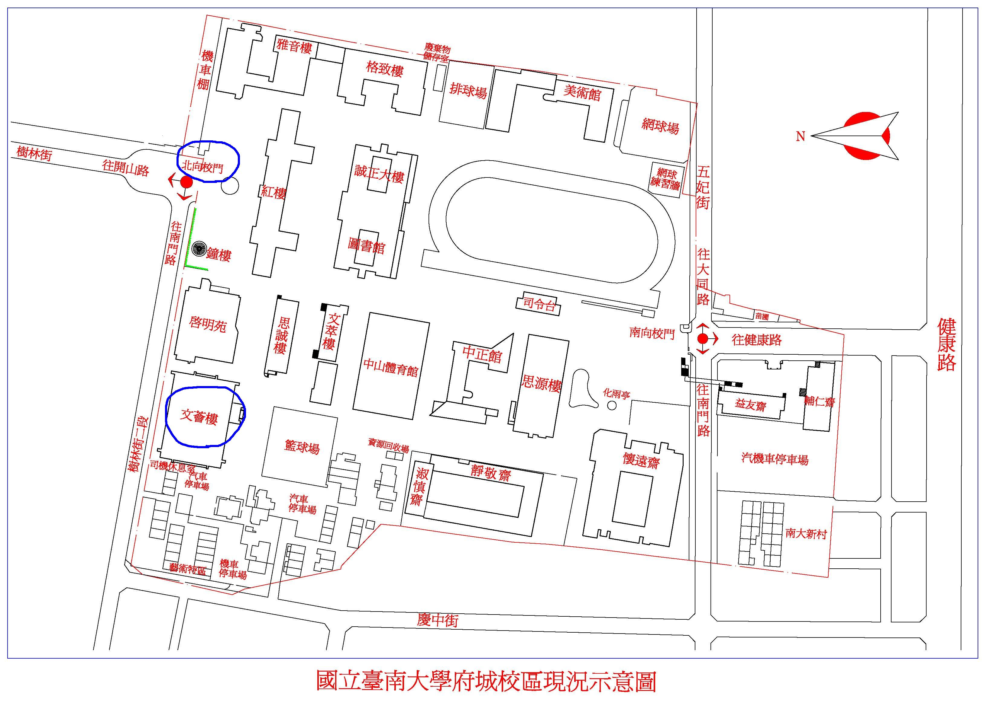 雅音樓
機車棚
格致樓
廢棄物
儲存室
排球場
美術館
網球場
N
樹林街
往開山路
北向校門
紅樓
誠正大樓
網球
練習牆
五妃街
往南門路
鐘樓
圖書館
往大同路
啓明苑
思誠樓
文萃樓
司令台
苗圃
南向校門
往健康路
健康路
中山體育館
中正館
思源樓
化雨亭
往南門路
益友齋
輔仁齋
文薈樓
樹林街二段
籃球場
資源回收場
司機休息室
汽車
停車場
淑慎齋
靜敬齋
懷遠齋
汽機車停車場
汽車
停車場
南大新村
藝術特區
機車
停車場
慶中街
國立臺南大學府城校區現況示意圖